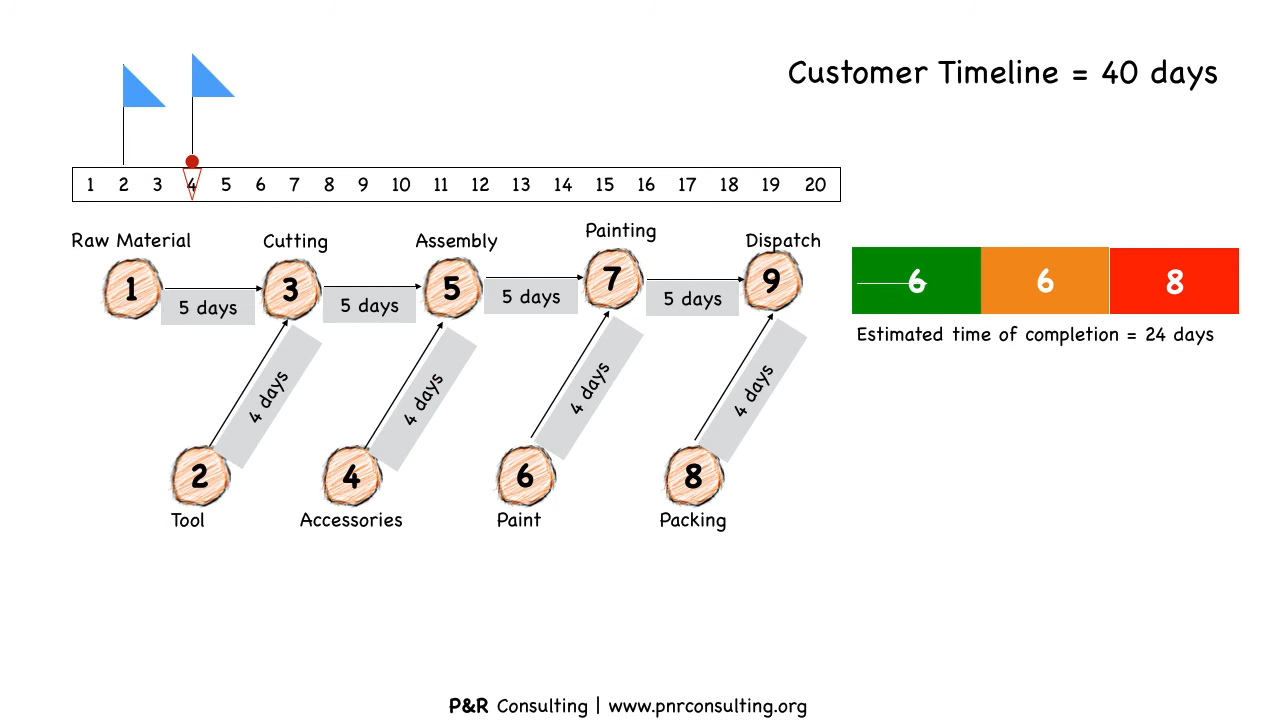 Customer Timeline = 40 days
1 2 3 4 5 6 7 8 9 10 11 12 13 14 15 16 17 18 19 20
Raw Material
Cutting
Assembly
Painting
Dispatch
1
3
5
7
9
5 days
5 days
5 days
5 days
6
6
8
Estimated time of completion = 24 days
4 days
4 days
4 days
4 days
2
4
6
8
Tool
Accessories
Paint
Packing
P&R Consulting | www.pnrconsulting.org